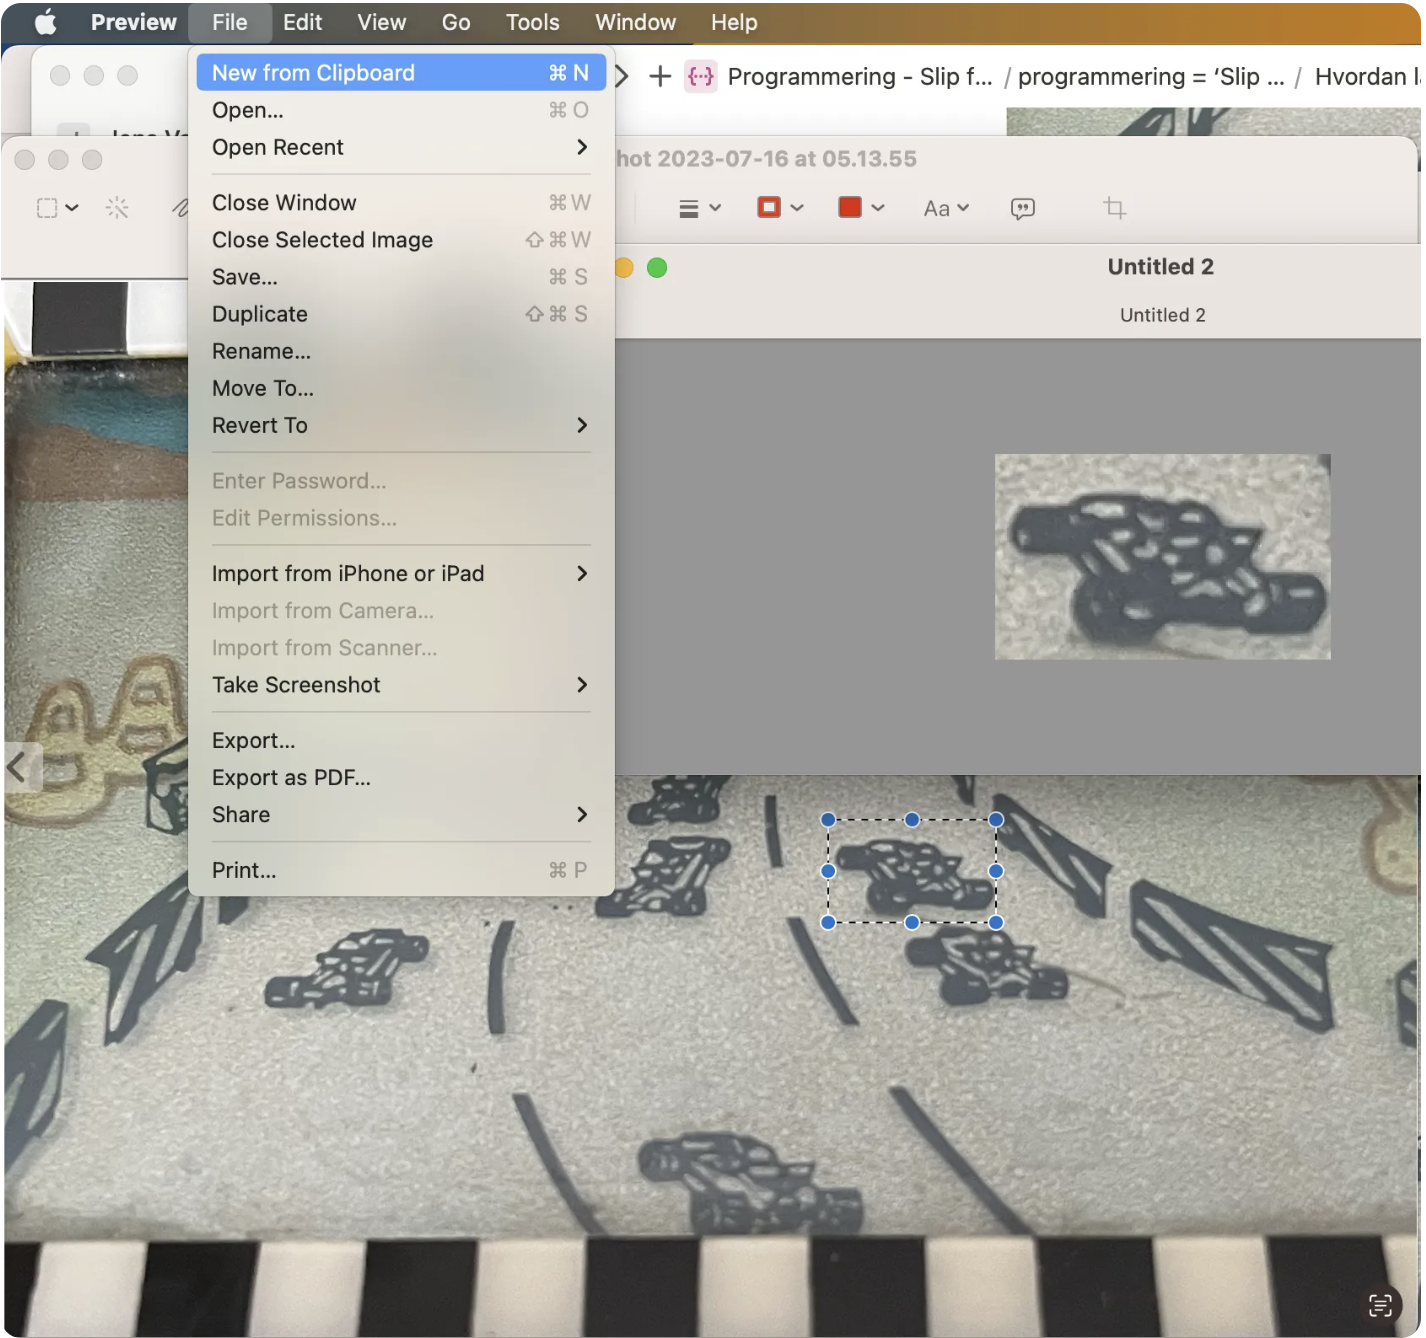 Preview File Edit View Go Tools Window Help
New from Clipboard ⌘ N
Open... ⌘ O
Open Recent
Close Window ⌘ W
Close Selected Image ⇧ ⌘ W
Save... ⌘ S
Duplicate ⇧ ⌘ S
Rename...
Move To...
Revert To
Enter Password...
Edit Permissions...
Import from iPhone or iPad
Import from Camera...
Import from Scanner...
Take Screenshot
Export...
Export as PDF...
Share
Print... ⌘ P
Programmering - Slip f... / programmering = ‘Slip ... / Hvordan
hot 2023-07-16 at 05.13.55
Aa
Untitled 2
Untitled 2